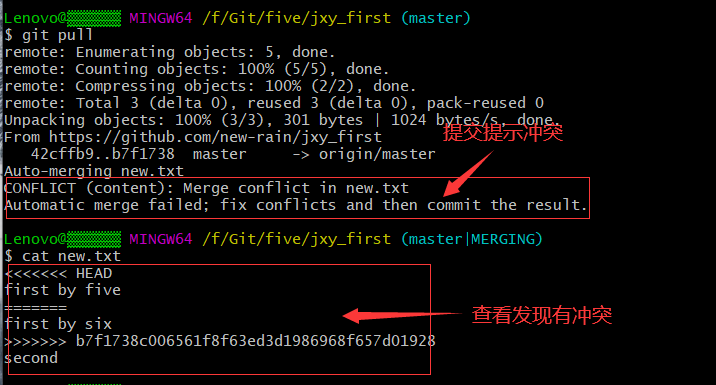 Lenovo@▒▒▒▒▒▒ MINGW64 /f/Git/five/jxy_first (master)
$ git pull
remote: Enumerating objects: 5, done.
remote: Counting objects: 100% (5/5), done.
remote: Compressing objects: 100% (2/2), done.
remote: Total 3 (delta 0), reused 3 (delta 0), pack-reused 0
Unpacking objects: 100% (3/3), 301 bytes | 1024 bytes/s, done.
From https://github.com/new-rain/jxy_first
42cffb9..b7f1738 master -> origin/master
提交提示冲突
Auto-merging new.txt
CONFLICT (content): Merge conflict in new.txt
Automatic merge failed; fix conflicts and then commit the result.
Lenovo@▒▒▒▒▒▒ MINGW64 /f/Git/five/jxy_first (master|MERGING)
$ cat new.txt
<<<<<<< HEAD
first by five
=======
first by six
查看发现有冲突
>>>>>>> b7f1738c006561f8f63ed3d1986968f657d01928
second